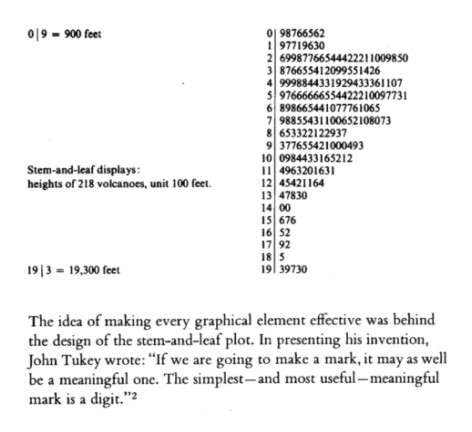 0|9 = 900 feet
0| 98766562
1| 97719630
2| 69987766544422211009850
3| 876655412099551426
4| 9998844331929433361107
5| 97666666554422210097731
6| 898665441077761065
7| 98855431100652108073
8| 653322122937
9| 377655421000493
10| 0984433165212
11| 4963201631
12| 45421164
13| 47830
14| 00
15| 676
16| 52
17| 92
18| 5
19| 39730
Stem-and-leaf displays:
heights of 218 volcanoes, unit 100 feet.
19|3 = 19,300 feet
The idea of making every graphical element effective was behind
the design of the stem-and-leaf plot. In presenting his invention,
John Tukey wrote: “If we are going to make a mark, it may as well
be a meaningful one. The simplest—and most useful—meaningful
mark is a digit.”2